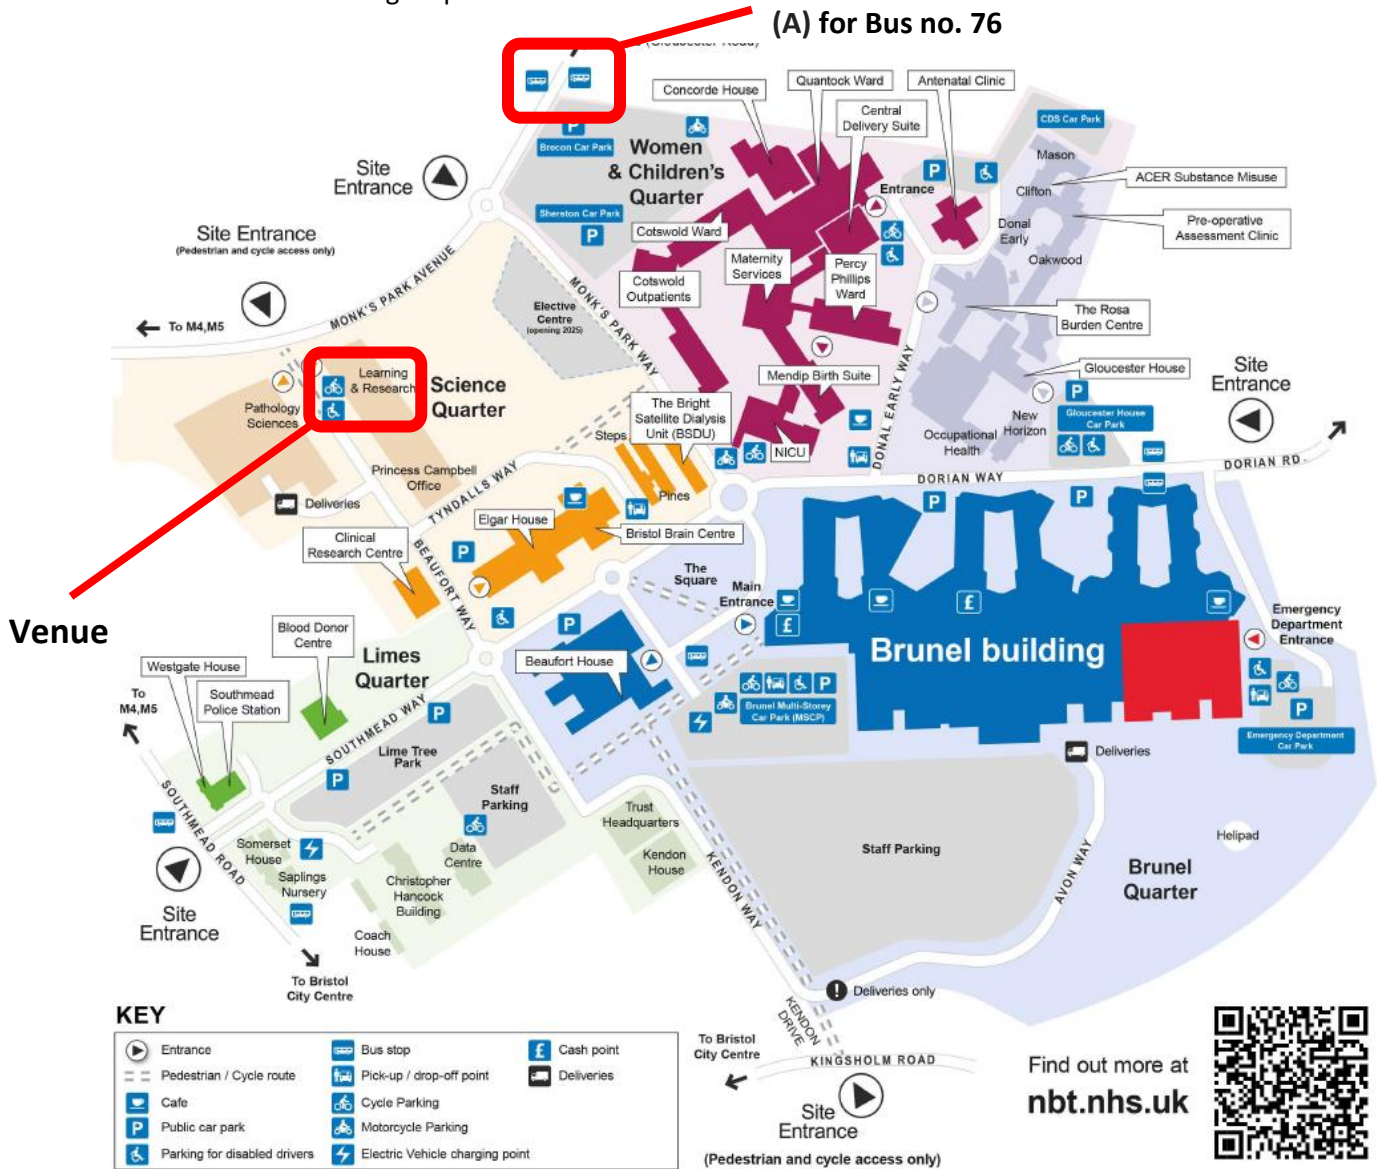 (A) for Bus no. 76
(Gloucester Road)
Concorde House
Quantock Ward
Antenatal Clinic
Central
Delivery Suite
CDS Car Park
P
Brecon Car Park
Women
& Children's
Quarter
Site
Entrance
Mason
ACER Substance Misuse
P
Entrance
Clifton
Sherston Car Park
P
Cotswold Ward
Donal
Early
Pre-operative
Assessment Clinic
Site Entrance
(Pedestrian and cycle access only)
Maternity
Services
Percy
Phillips
Ward
Oakwood
Cotswold
Outpatients
MONK'S PARK AVENUE
MONK'S PARK WAY
Elective
Centre
(opening 2025)
The Rosa
Burden Centre
To M4,M5
Learning
& Research
Science
Quarter
Mendip Birth Suite
Gloucester House
Site
Entrance
Pathology
Sciences
The Bright
Satellite Dialysis
Unit (BSDU)
Steps
DONAL EARLY WAY
New
Horizon
P
Gloucester House
Car Park
Occupational
Health
NICU
Princess Campbell
Office
DORIAN WAY
DORIAN RD.
Deliveries
TYNDALLS WAY
Pines
P
P
Elgar House
Bristol Brain Centre
Clinical
Research Centre
P
BEAUFORT WAY
The
Square
Main
Entrance
£
£
Emergency
Department
Entrance
Venue
Blood Donor
Centre
Limes
Quarter
P
Beaufort House
Brunel building
Westgate House
Southmead
Police Station
To
M4,M5
P
Brunel Multi-Storey
Car Park (MSCP)
P
Emergency Department
Car Park
SOUTHMEAD WAY
P
Lime Tree
Park
P
Deliveries
Staff
Parking
SOUTHMEAD ROAD
Trust
Headquarters
Somerset
House
Data
Centre
Kendon
House
Staff Parking
Helipad
Saplings
Nursery
Christopher
Hancock
Building
KENDON WAY
AVON WAY
Brunel
Quarter
Site
Entrance
Coach
House
To Bristol
City Centre
Deliveries only
KENDON
DRIVE
KEY
Entrance
Bus stop
£ Cash point
Pedestrian / Cycle route
Pick-up / drop-off point
Deliveries
Cafe
Cycle Parking
P Public car park
Motorcycle Parking
Parking for disabled drivers
Electric Vehicle charging point
To Bristol
City Centre
KINGSHOLM ROAD
Site
Entrance
(Pedestrian and cycle access only)
Find out more at
nbt.nhs.uk